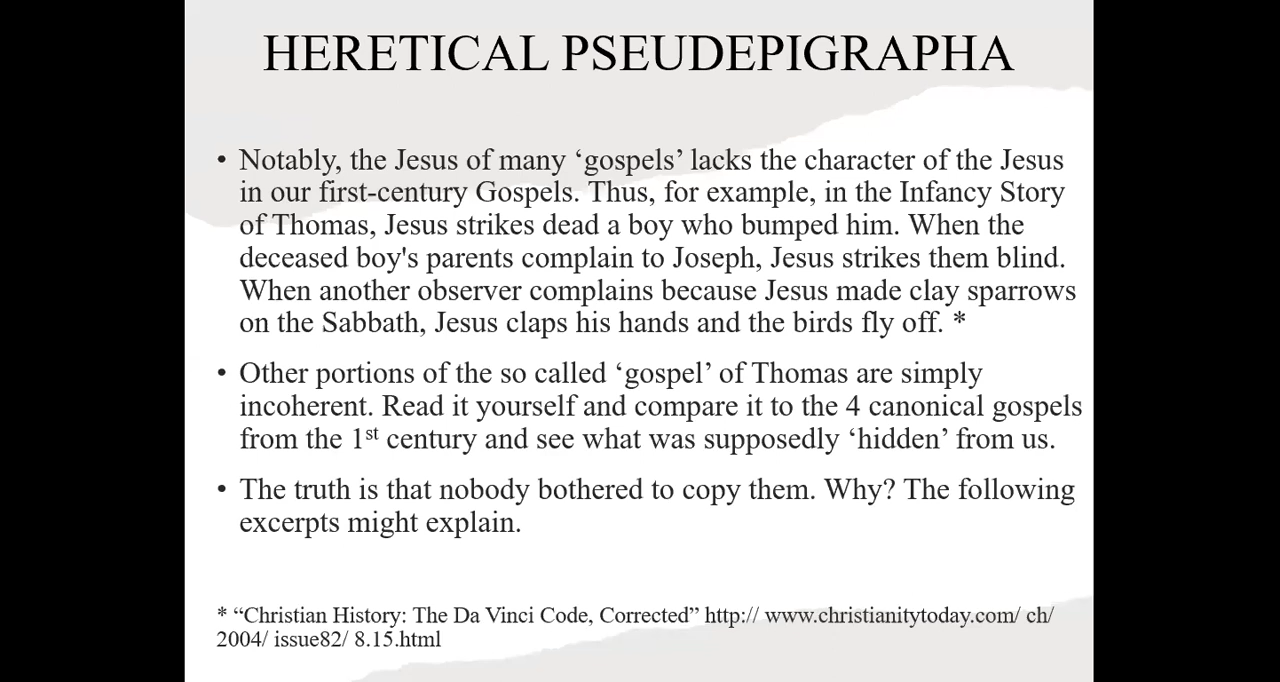 HERETICAL PSEUDEPIGRAPHA
• Notably, the Jesus of many ‘gospels’ lacks the character of the Jesus
in our first-century Gospels. Thus, for example, in the Infancy Story
of Thomas, Jesus strikes dead a boy who bumped him. When the
deceased boy's parents complain to Joseph, Jesus strikes them blind.
When another observer complains because Jesus made clay sparrows
on the Sabbath, Jesus claps his hands and the birds fly off. *
• Other portions of the so called ‘gospel’ of Thomas are simply
incoherent. Read it yourself and compare it to the 4 canonical gospels
from the 1st century and see what was supposedly ‘hidden’ from us.
• The truth is that nobody bothered to copy them. Why? The following
excerpts might explain.
* “Christian History: The Da Vinci Code, Corrected” http:// www.christianitytoday.com/ ch/
2004/ issue82/ 8.15.html